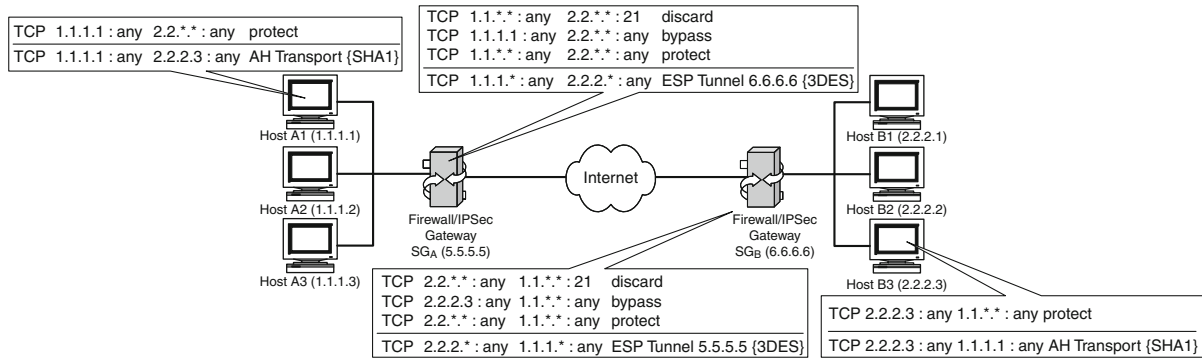 TCP 1.1.1.1 : any 2.2.*.* : any protect
TCP 1.1.1.1 : any 2.2.2.3 : any AH Transport {SHA1}
TCP 1.1.*.* : any 2.2.*.* : 21 discard
TCP 1.1.1.1 : any 2.2.*.* : any bypass
TCP 1.1.*.* : any 2.2.*.* : any protect
TCP 1.1.1.* : any 2.2.2.* : any ESP Tunnel 6.6.6.6 {3DES}
Host A1 (1.1.1.1)
Host A2 (1.1.1.2)
Host A3 (1.1.1.3)
Firewall/IPSec
Gateway
SGA (5.5.5.5)
Internet
Firewall/IPSec
Gateway
SGB (6.6.6.6)
Host B1 (2.2.2.1)
Host B2 (2.2.2.2)
Host B3 (2.2.2.3)
TCP 2.2.*.* : any 1.1.*.* : 21 discard
TCP 2.2.2.3 : any 1.1.*.* : any bypass
TCP 2.2.*.* : any 1.1.*.* : any protect
TCP 2.2.2.* : any 1.1.1.* : any ESP Tunnel 5.5.5.5 {3DES}
TCP 2.2.2.3 : any 1.1.*.* : any protect
TCP 2.2.2.3 : any 1.1.1.1 : any AH Transport {SHA1}